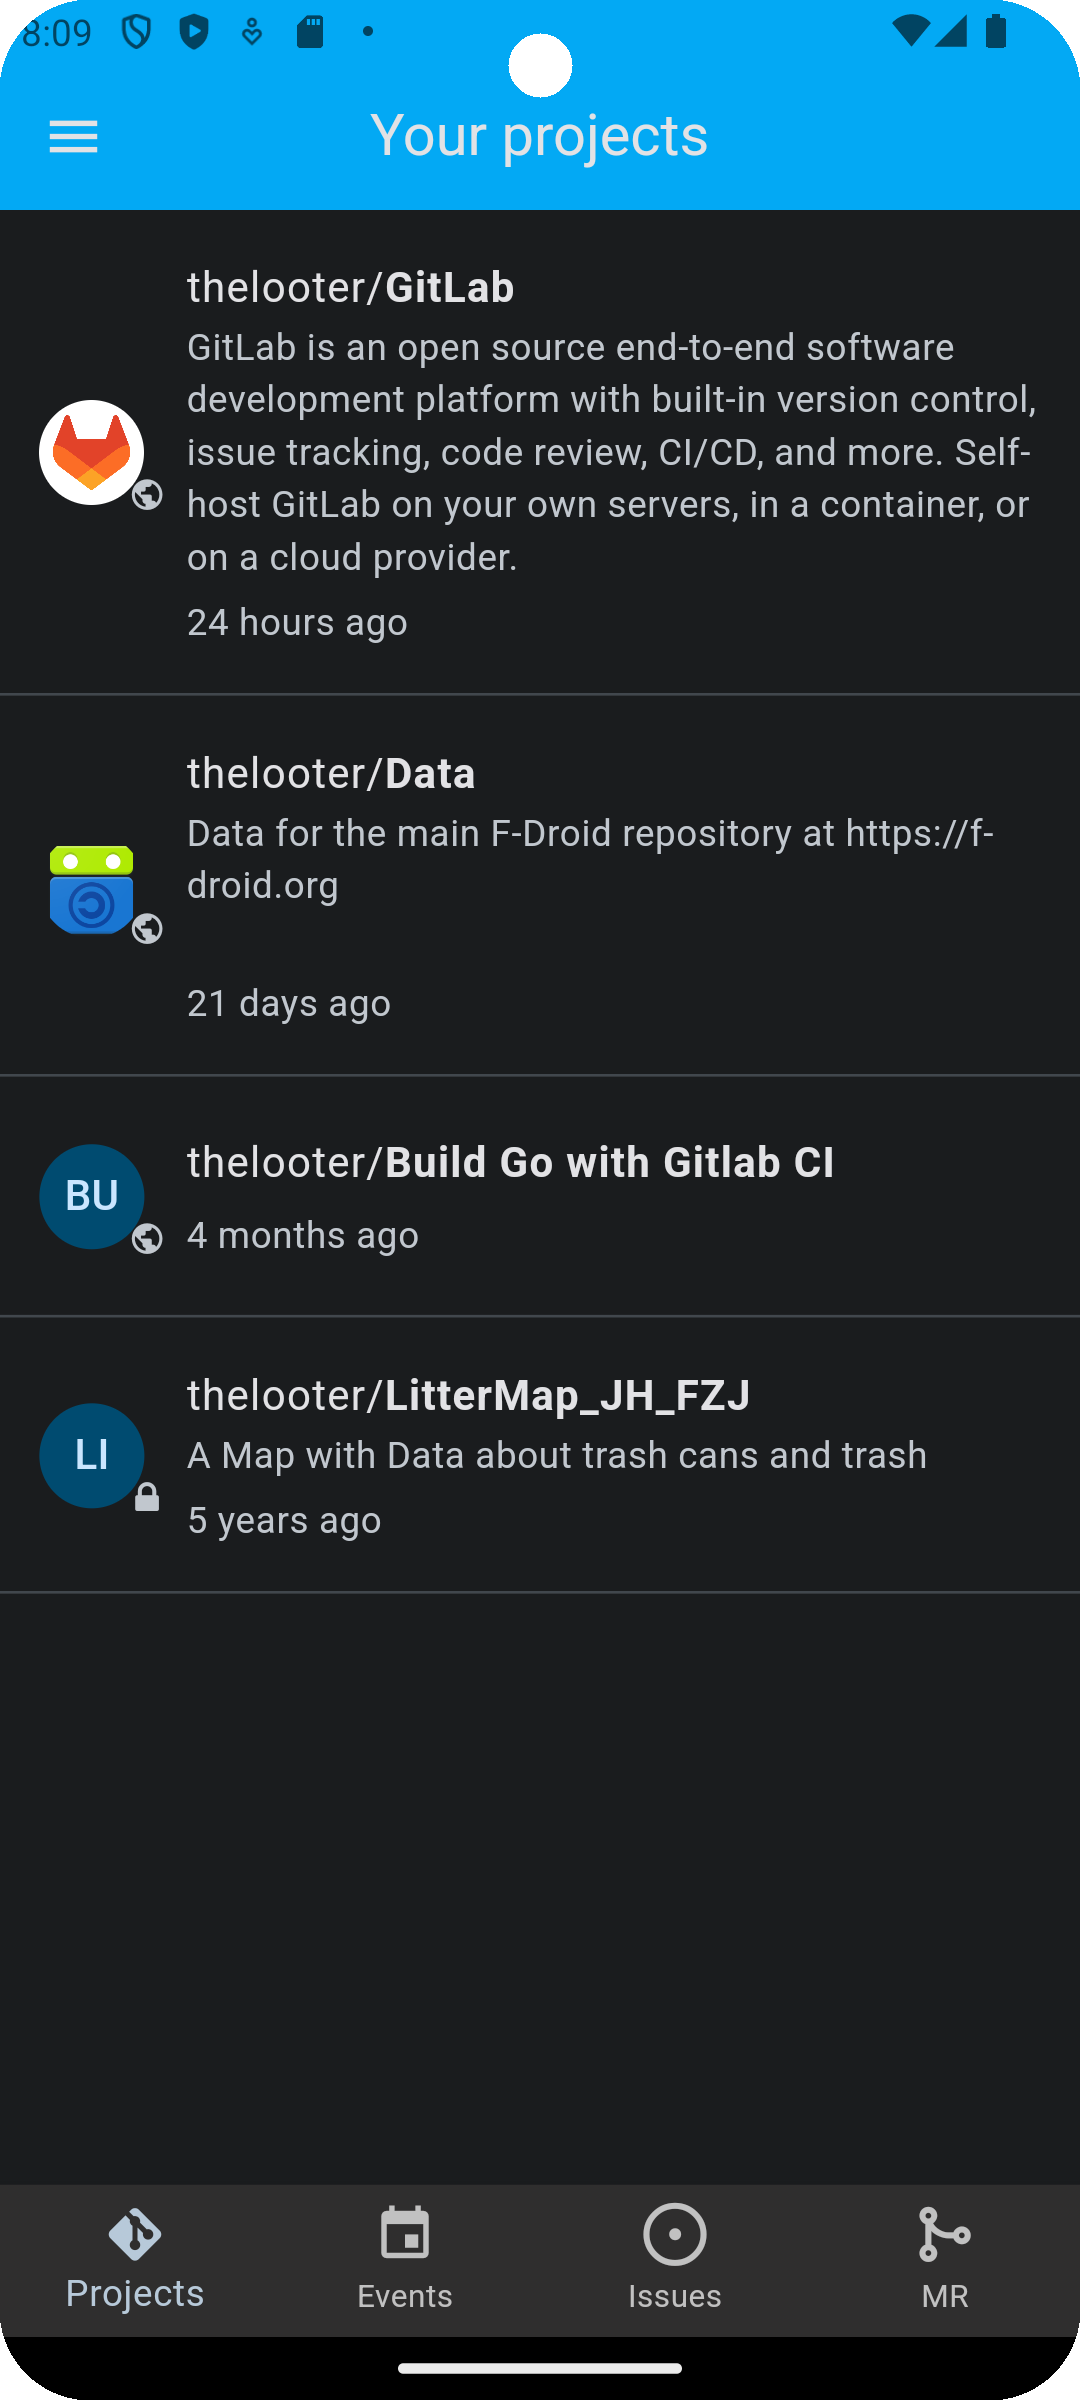 8:09
Your projects
thelooter/GitLab
GitLab is an open source end-to-end software
development platform with built-in version control,
issue tracking, code review, CI/CD, and more. Self-
host GitLab on your own servers, in a container, or
on a cloud provider.
24 hours ago
thelooter/Data
Data for the main F-Droid repository at https://f-
droid.org
21 days ago
BU
thelooter/Build Go with Gitlab CI
4 months ago
LI
thelooter/LitterMap_JH_FZJ
A Map with Data about trash cans and trash
5 years ago
Projects
Events
Issues
MR